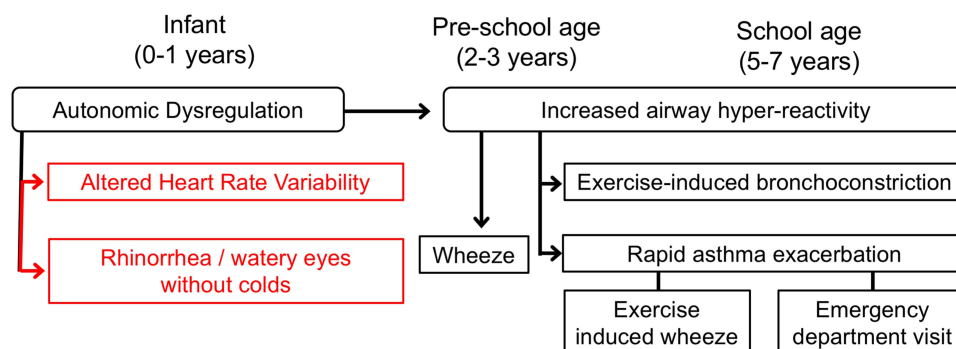 Infant
(0-1 years)
Pre-school age
(2-3 years)
School age
(5-7 years)
Autonomic Dysregulation
Increased airway hyper-reactivity
Altered Heart Rate Variability
Exercise-induced bronchoconstriction
Rhinorrhea / watery eyes
without colds
Wheeze
Rapid asthma exacerbation
Exercise
induced wheeze
Emergency
department visit